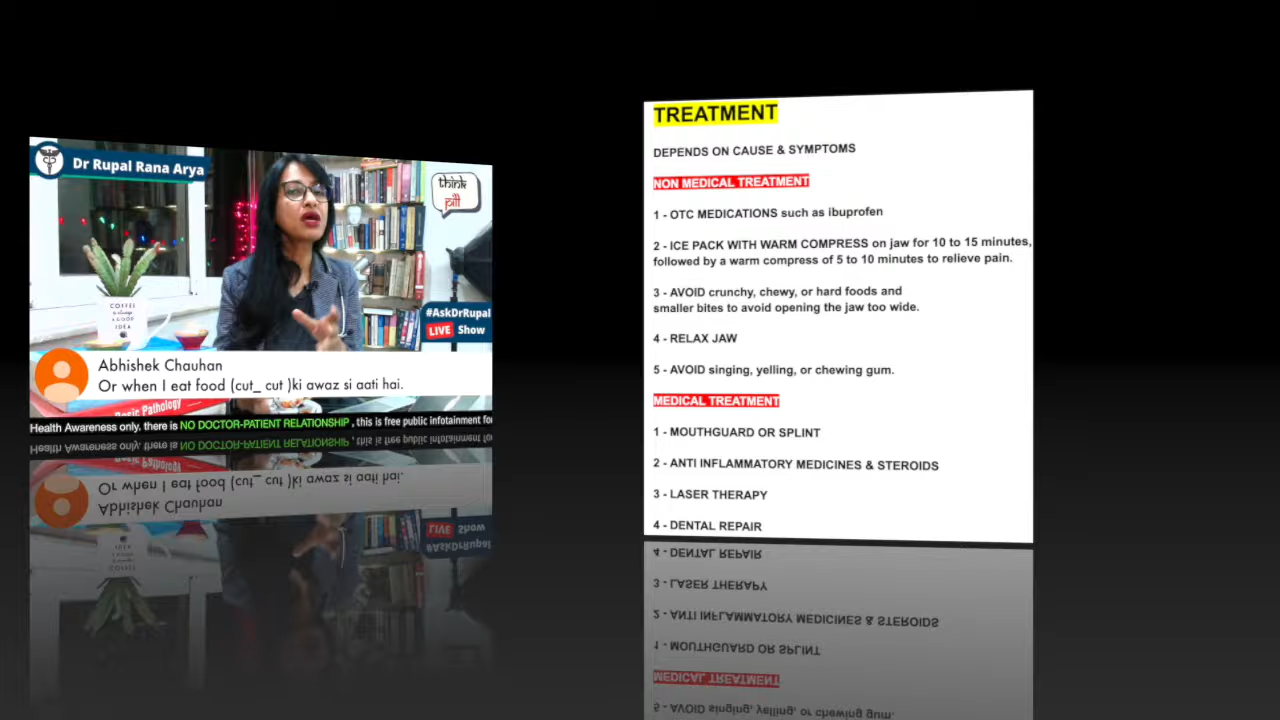 Dr Rupal Rana Arya
think
pill
COFFEE
IDEA
#AskDrRupal
LIVE Show
Abhishek Chauhan
Or when I eat food (cut_ cut )ki awaz si aati hai.
Basic Pathology
Health Awareness only, there is NO DOCTOR-PATIENT RELATIONSHIP , this is free public infotainment for
TREATMENT
DEPENDS ON CAUSE & SYMPTOMS
NON MEDICAL TREATMENT
1 - OTC MEDICATIONS such as ibuprofen
2 - ICE PACK WITH WARM COMPRESS on jaw for 10 to 15 minutes,
followed by a warm compress of 5 to 10 minutes to relieve pain.
3 - AVOID crunchy, chewy, or hard foods and
smaller bites to avoid opening the jaw too wide.
4 - RELAX JAW
5 - AVOID singing, yelling, or chewing gum.
MEDICAL TREATMENT
1 - MOUTHGUARD OR SPLINT
2 - ANTI INFLAMMATORY MEDICINES & STEROIDS
3 - LASER THERAPY
4 - DENTAL REPAIR